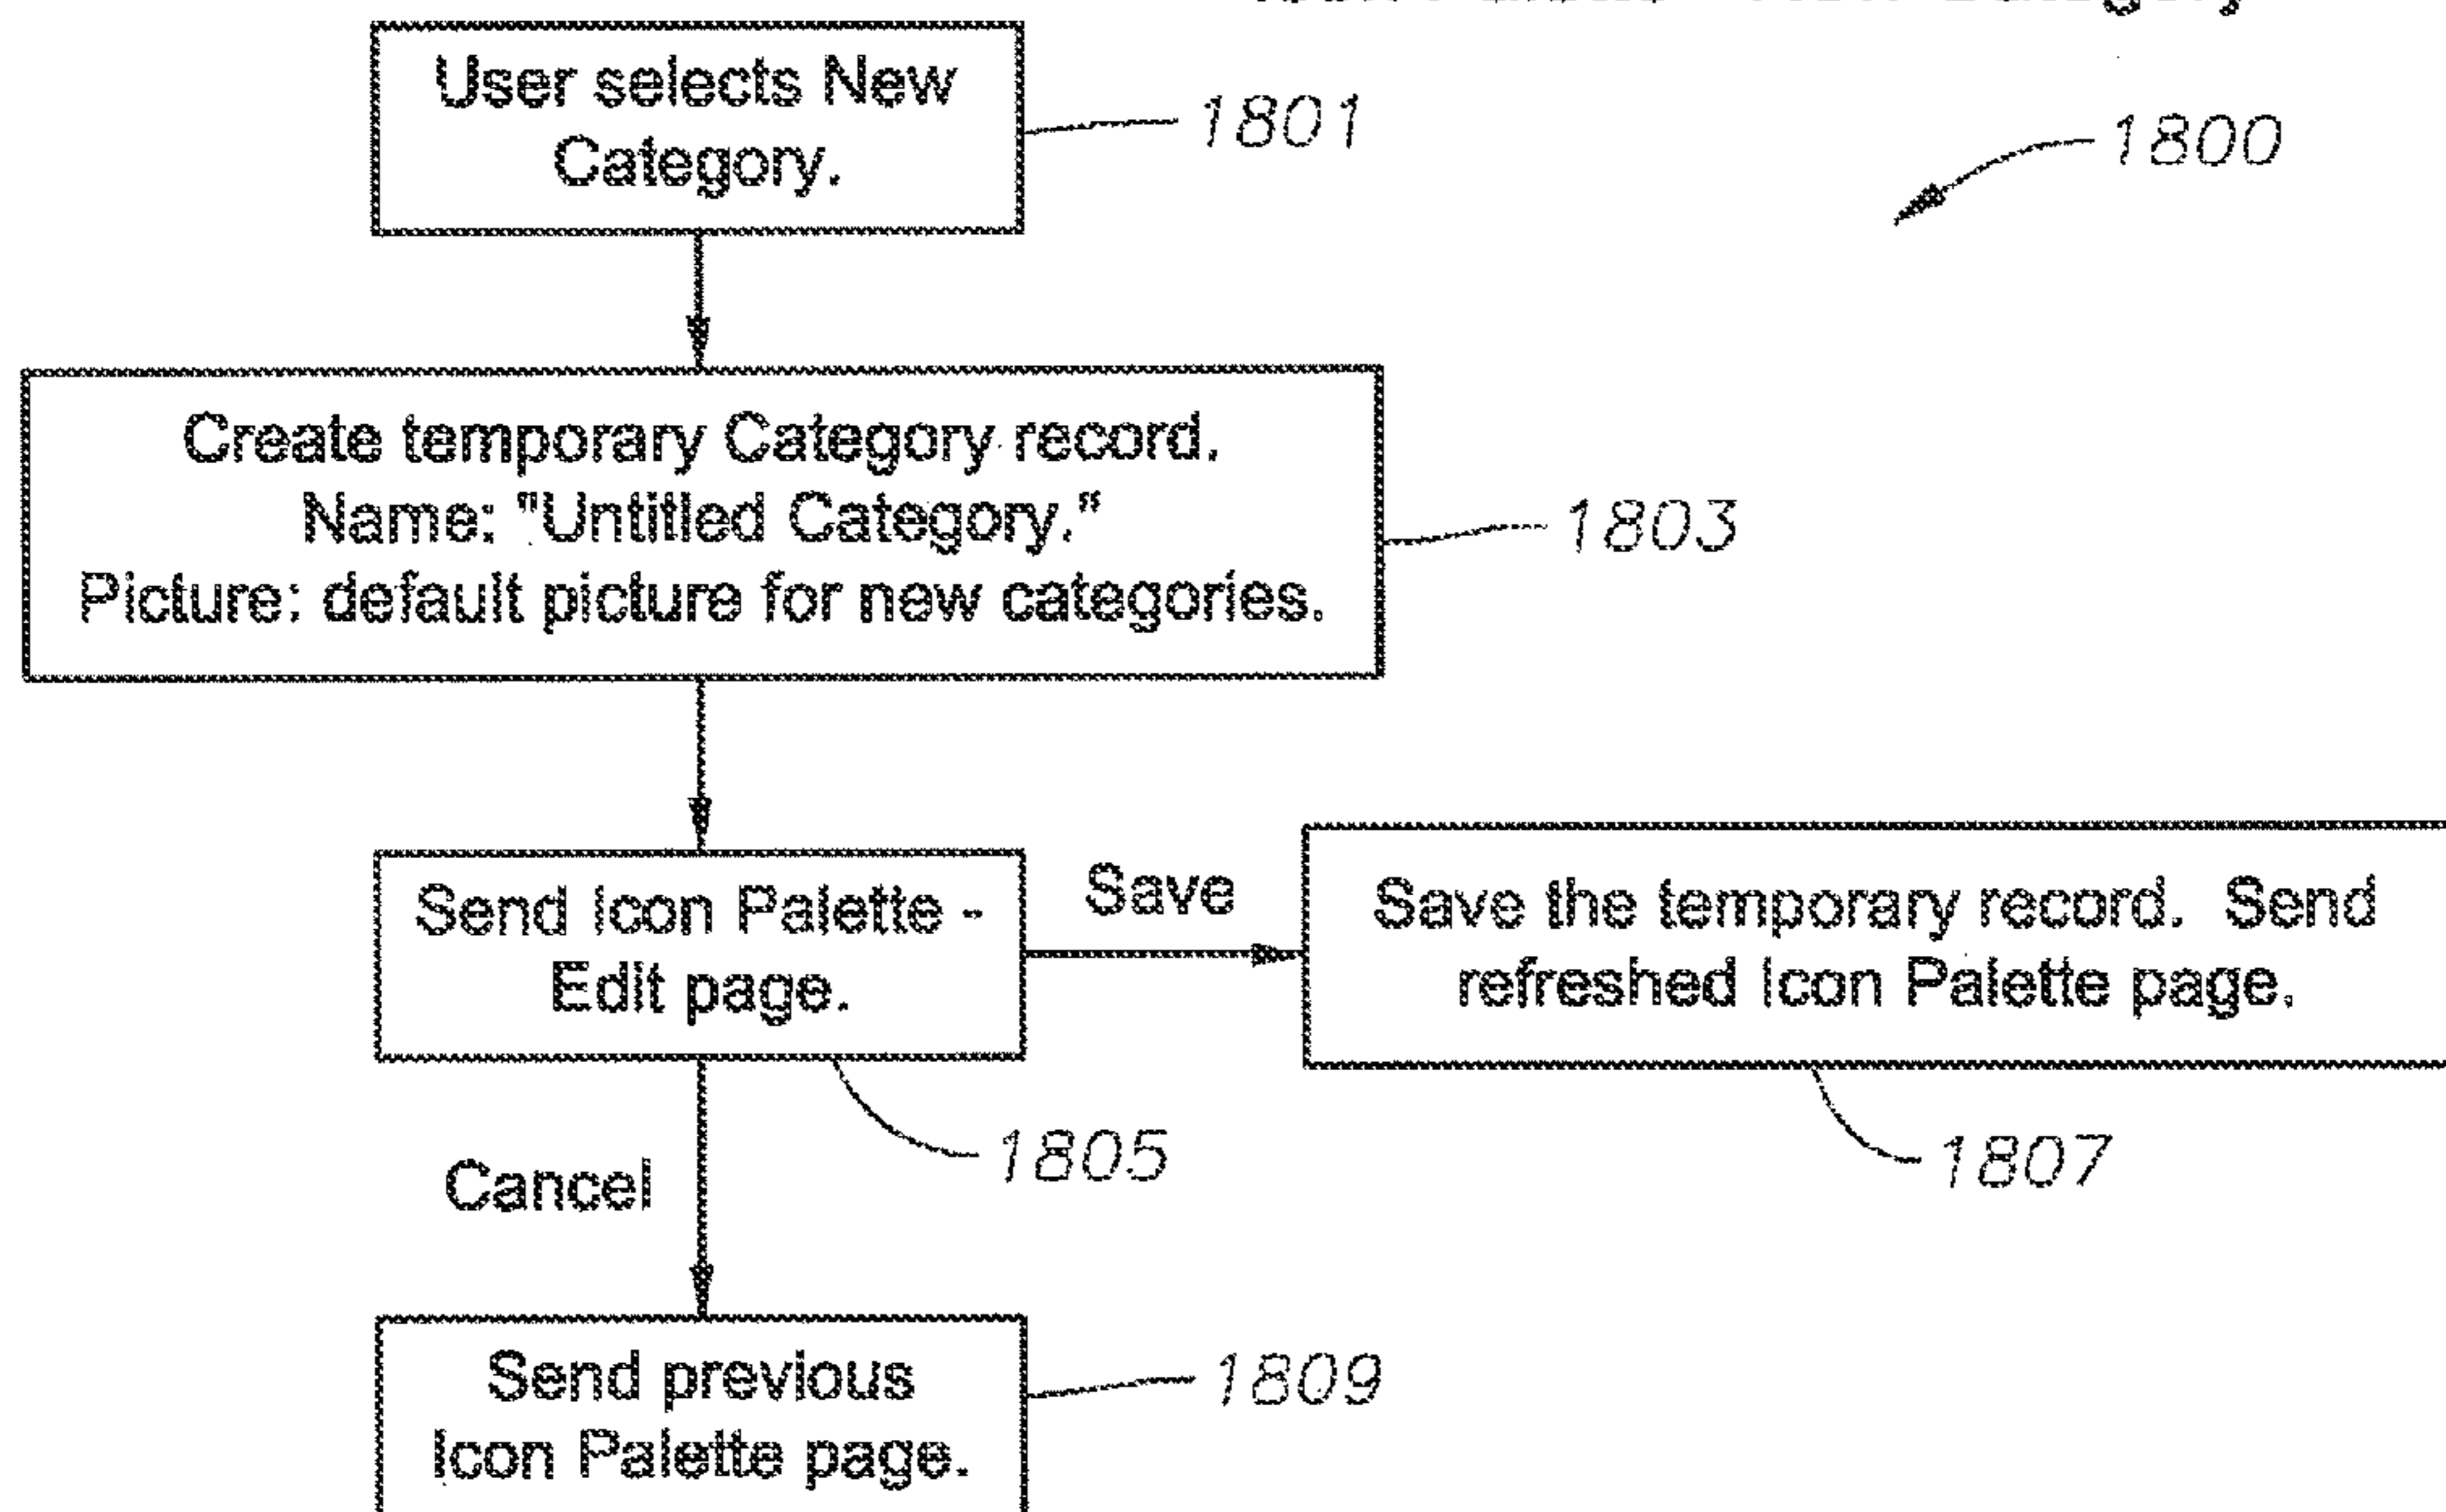 Category
User selects New
Category.
1801
1800
Create temporary Category record.
Name: "Untitled Category."
Picture: default picture for new categories.
1803
Send Icon Palette -
Edit page.
Save
Save the temporary record.  Send
refreshed Icon Palette page.
1805
1807
Cancel
Send previous
Icon Palette page.
1809